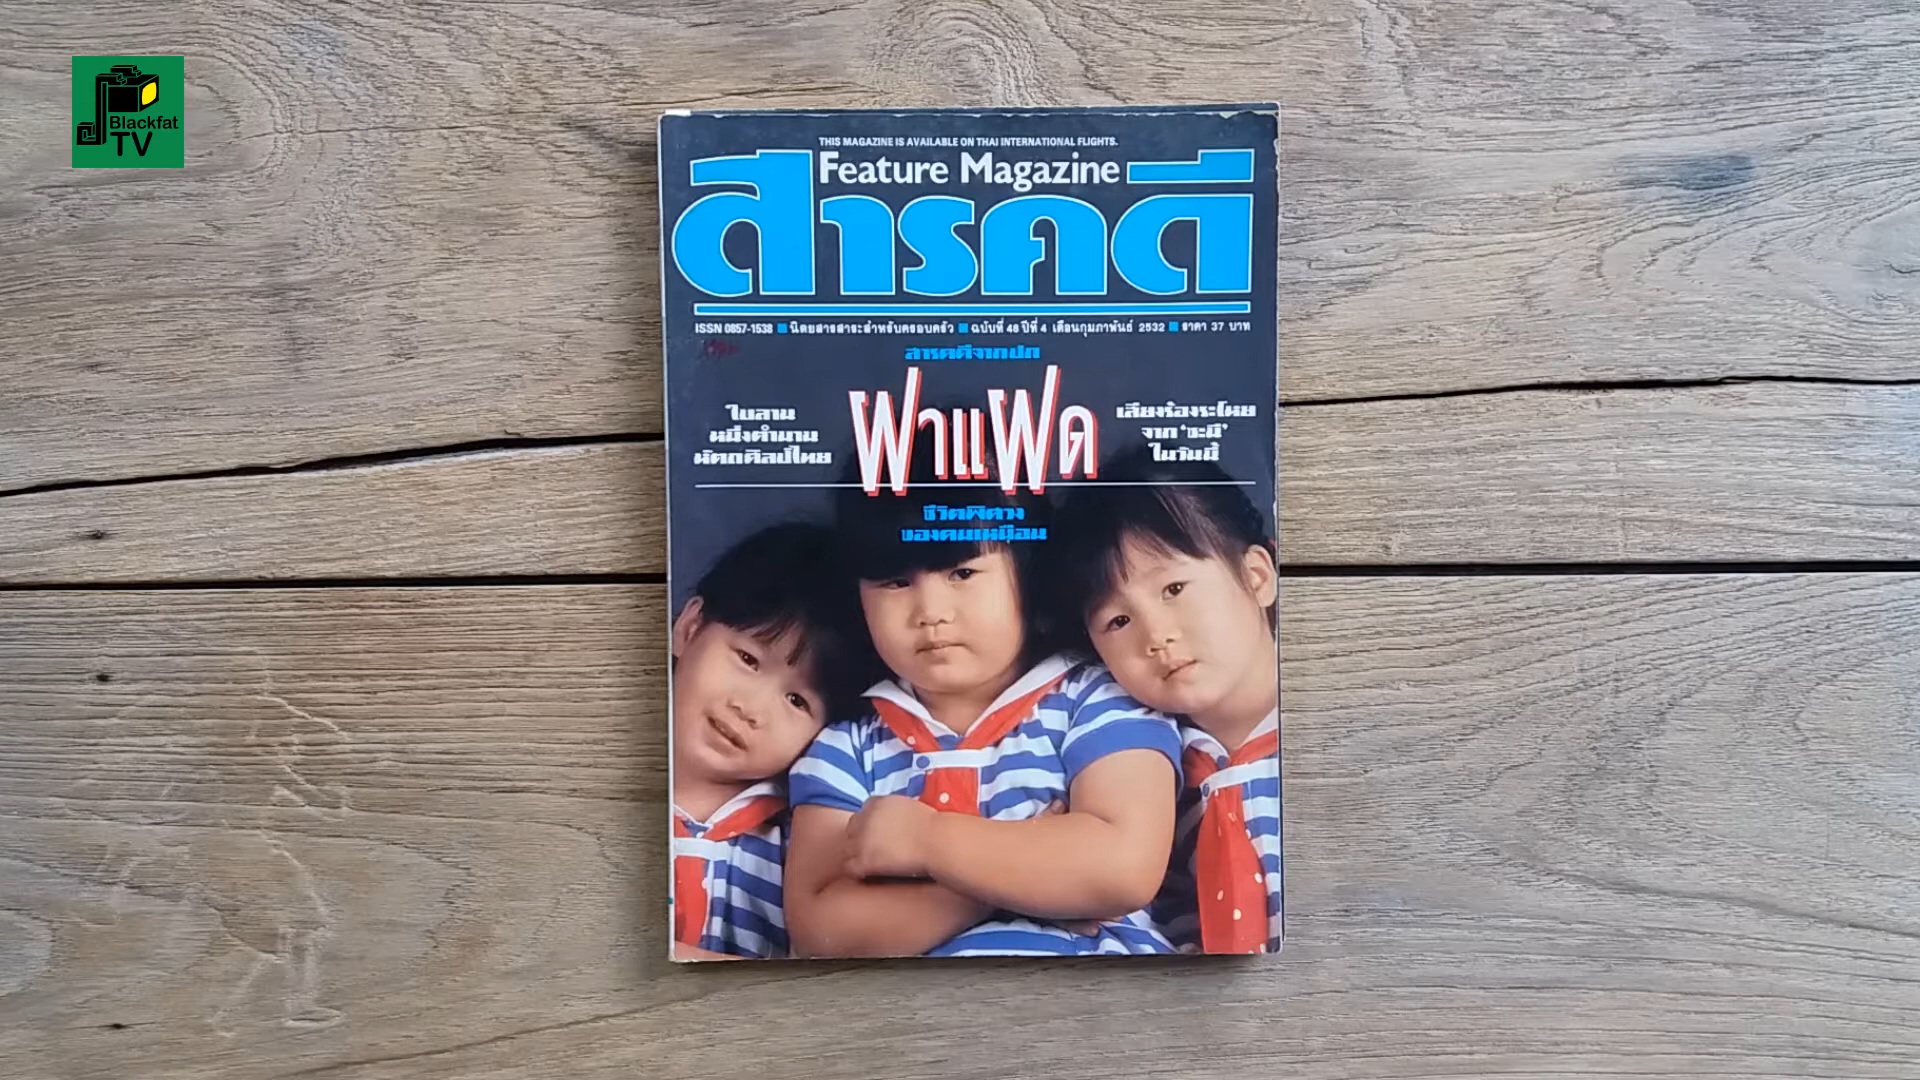 Blackfat
TV
THIS MAGAZINE IS AVAILABLE ON THAI INTERNATIONAL FLIGHTS.
Feature Magazine
สารคดี
ISSN 0857-1538 ■ นิตยสารสาระสำหรับครอบครัว ■ ฉบับที่ 48 ปีที่ 4 เดือนกุมภาพันธ์ 2532 ■ ราคา 37 บาท
สารคดีจากปก
ฝาแฝด
ใบลาน
หนึ่งตำนาน
หัตถศิลป์ไทย
เสียงร้องระโหย
จาก 'ชะนี'
ในวันนี้
ชีวิตพิศวง
ของคนเหมือน